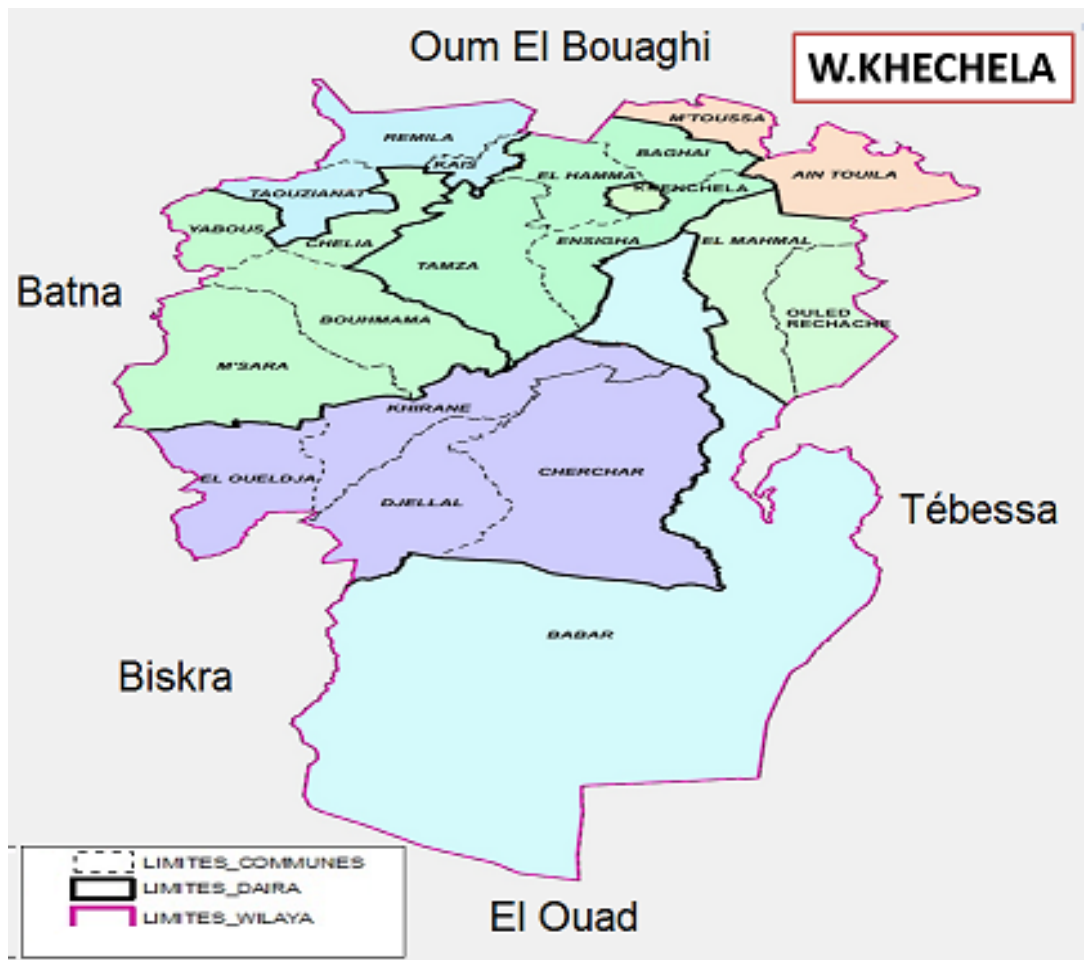 Oum El Bouaghi
W.KHECHELA
M'TOUSSA
REMILA
BAGHAI
KAIS
EL HAMMA
AIN TOUILA
TAOUZIANAT
KHENCHELA
YABOUS
CHELIA
ENSIGHA
EL MAHMAL
TAMZA
Batna
BOUHMAMA
OULED
RECHACHE
M'SARA
KHIRANE
EL OUELDJA
CHERCHAR
DJELLAL
Tébessa
BABAR
Biskra
LIMITES_COMMUNES
LIMITES_DAIRA
LIMITES_WILAYA
El Ouad